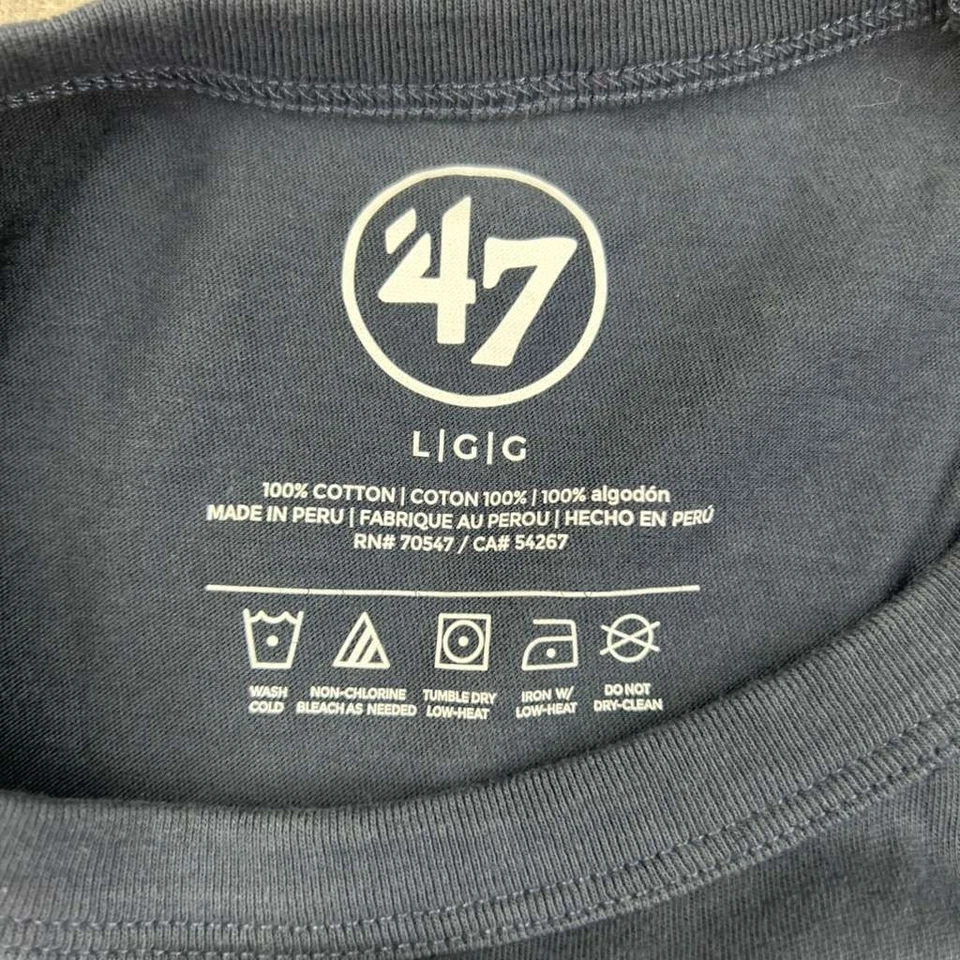 '47
L|G|G
100% COTTON | COTON 100% | 100% algodón
MADE IN PERU | FABRIQUE AU PEROU | HECHO EN PERÚ
RN# 70547 / CA# 54267
WASH COLD
NON-CHLORINE BLEACH AS NEEDED
TUMBLE DRY LOW-HEAT
IRON W/ LOW-HEAT
DO NOT DRY-CLEAN